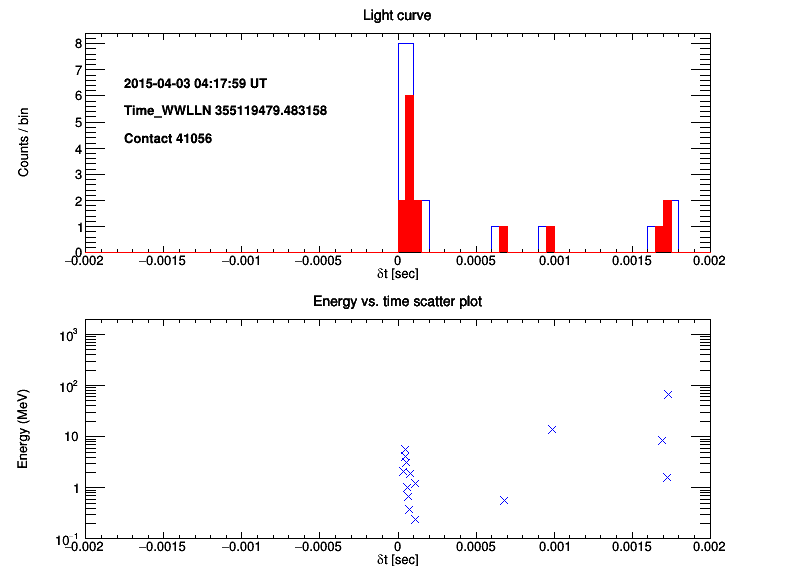 Light curve
Counts / bin
8
7
6
5
4
3
2
1
0
2015-04-03 04:17:59 UT
Time_WWLLN 355119479.483158
Contact 41056
−0.002 −0.0015 −0.001 −0.0005 0 0.0005 0.001 0.0015 0.002
δt [sec]
Energy vs. time scatter plot
Energy (MeV)
10³
10²
10
1
10⁻¹
−0.002 −0.0015 −0.001 −0.0005 0 0.0005 0.001 0.0015 0.002
δt [sec]